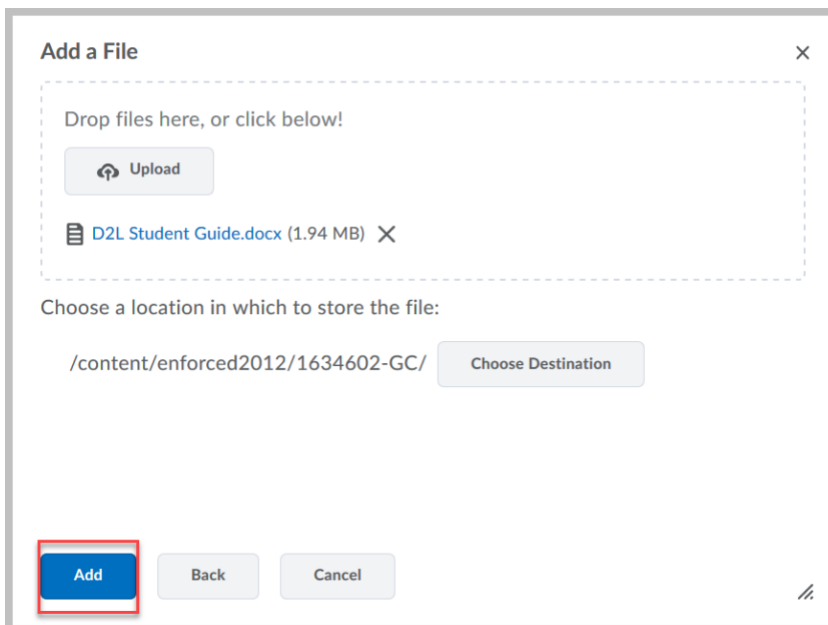 Add a File
Drop files here, or click below!
Upload
D2L Student Guide.docx (1.94 MB)
Choose a location in which to store the file:
/content/enforced2012/1634602-GC/ Choose Destination
Add Back Cancel